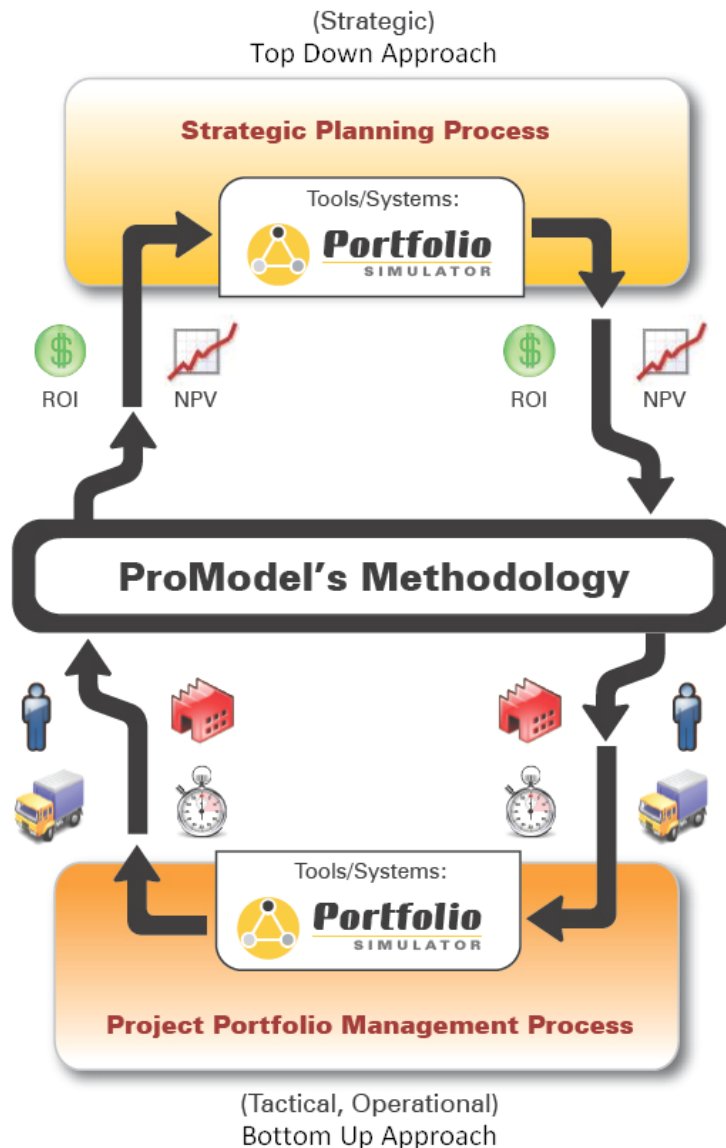 (Strategic)
Top Down Approach
Strategic Planning Process
Tools/Systems:
Portfolio
SIMULATOR
$
$
ROI
NPV
ROI
NPV
ProModel's Methodology
Tools/Systems:
Portfolio
SIMULATOR
Project Portfolio Management Process
(Tactical, Operational)
Bottom Up Approach